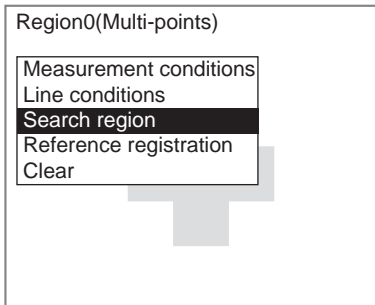 Region0(Multi-points)
Measurement conditions
Line conditions
Search region
Reference registration
Clear